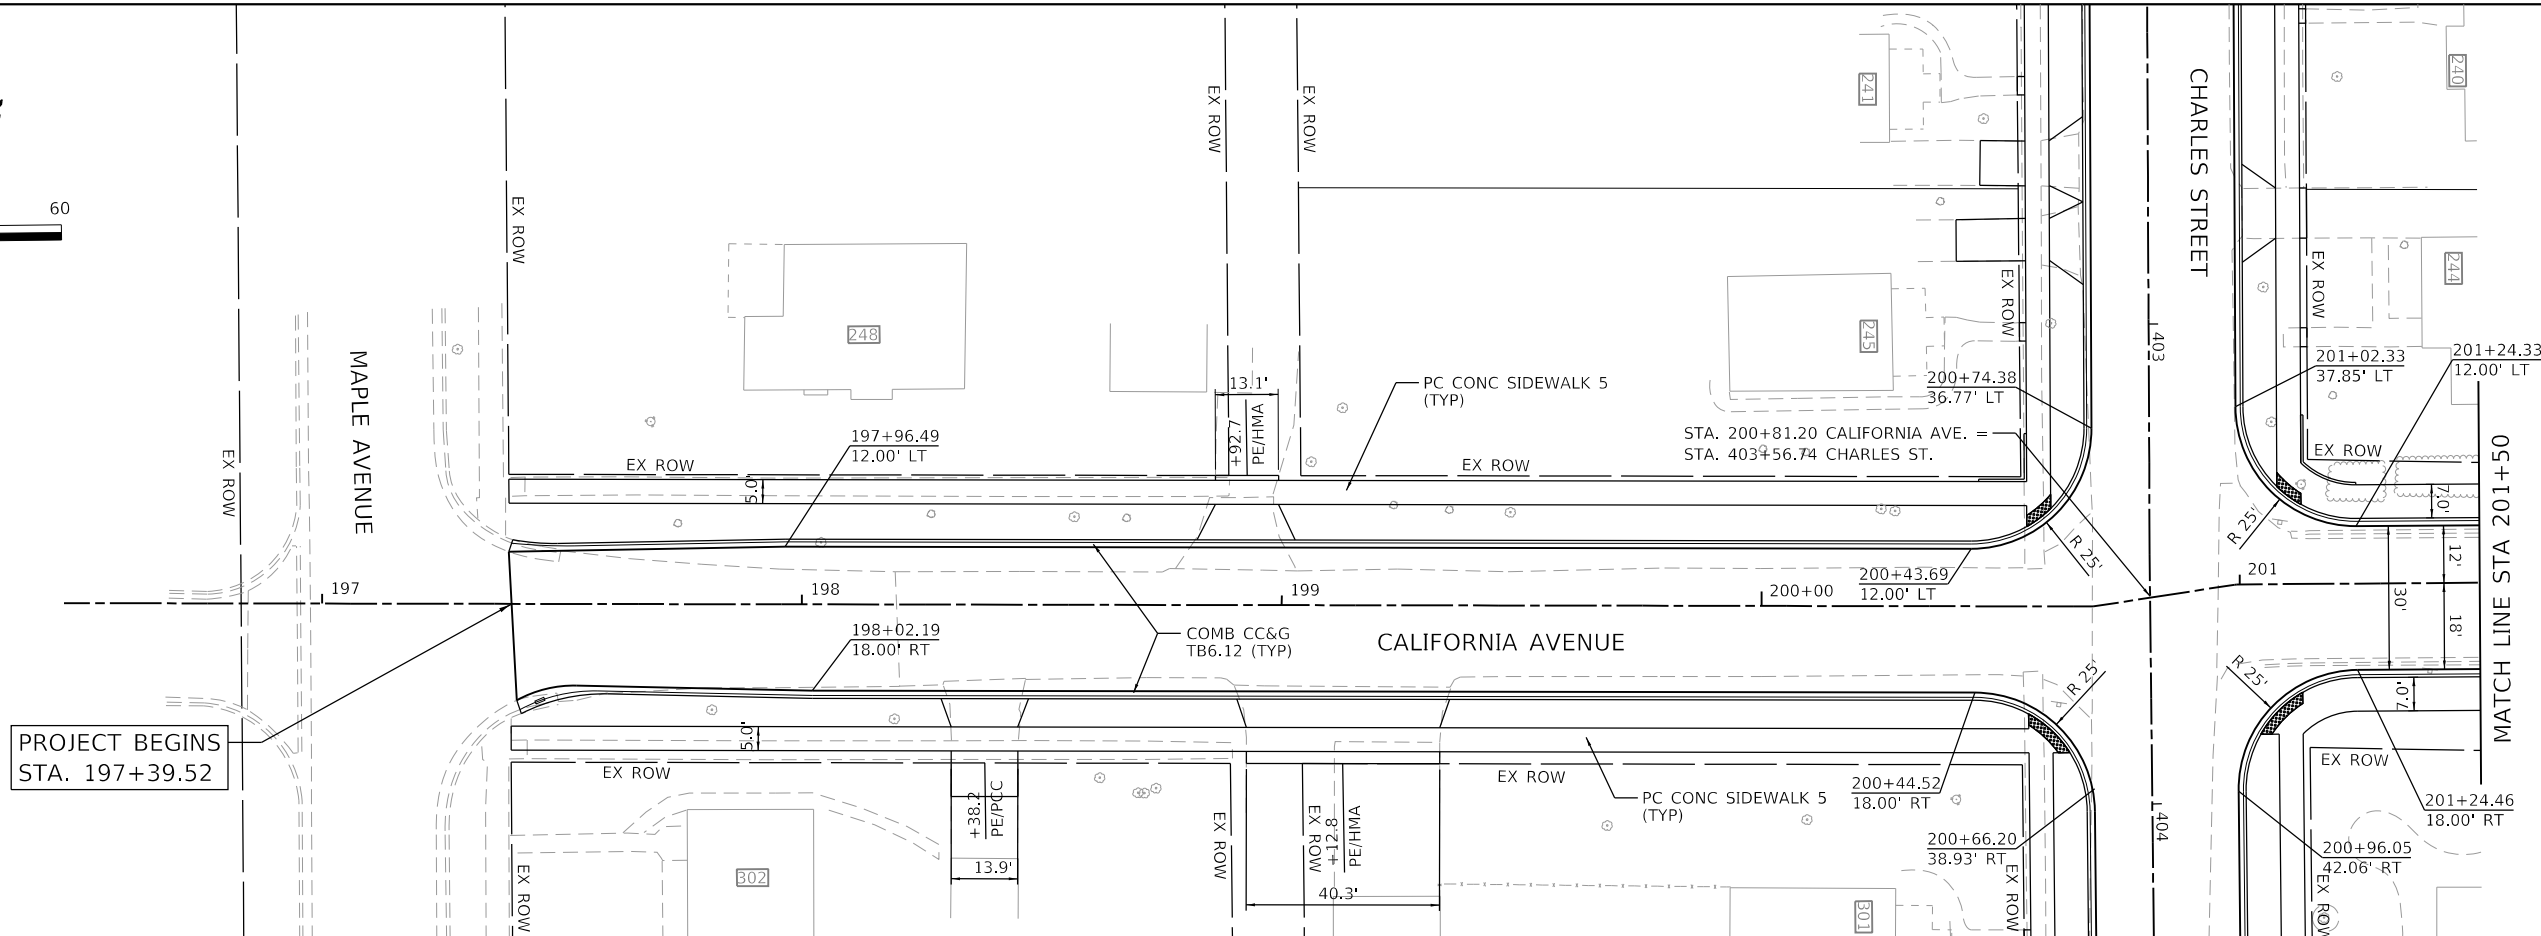 60
EX ROW
EX ROW
EX ROW
EX ROW
MAPLE AVENUE
EX ROW
248
241
245
240
244
CHARLES STREET
EX ROW
EX ROW
EX ROW
EX ROW
EX ROW
13.1'
+92.7
PE/HMA
PC CONC SIDEWALK 5
(TYP)
5.0'
197+96.49
12.00' LT
200+74.38
36.77' LT
STA. 200+81.20 CALIFORNIA AVE. =
STA. 403+56.74 CHARLES ST.
403
201+02.33
37.85' LT
201+24.33
12.00' LT
R 25'
R 25'
7.0'
12'
30'
18'
MATCH LINE STA 201+50
197
198
199
200+00
201
200+43.69
12.00' LT
198+02.19
18.00' RT
COMB CC&G
TB6.12 (TYP)
CALIFORNIA AVENUE
PROJECT BEGINS
STA. 197+39.52
5.0'
EX ROW
EX ROW
EX ROW
PC CONC SIDEWALK 5
(TYP)
200+44.52
18.00' RT
R 25'
R 25'
7.0'
201+24.46
18.00' RT
200+66.20
38.93' RT
200+96.05
42.06' RT
404
+38.2
PE/PCC
13.9'
+12.8
PE/HMA
40.3'
EX ROW
EX ROW
EX ROW
EX ROW
EX ROW
302
301